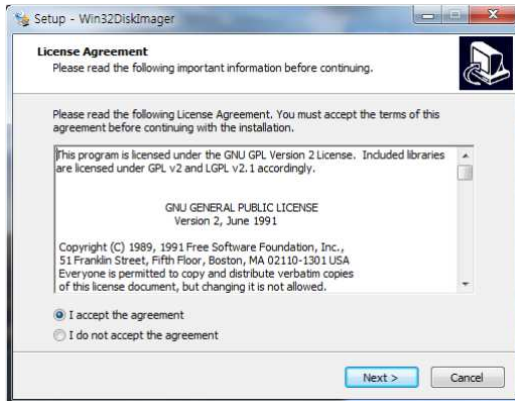 Setup - Win32DiskImager
License Agreement
Please read the following important information before continuing.
Please read the following License Agreement. You must accept the terms of this
agreement before continuing with the installation.
This program is licensed under the GNU GPL Version 2 License. Included libraries
are licensed under GPL v2 and LGPL v2.1 accordingly.
GNU GENERAL PUBLIC LICENSE
Version 2, June 1991
Copyright (C) 1989, 1991 Free Software Foundation, Inc.,
51 Franklin Street, Fifth Floor, Boston, MA 02110-1301 USA
Everyone is permitted to copy and distribute verbatim copies
of this license document, but changing it is not allowed.
I accept the agreement
I do not accept the agreement
Next >
Cancel